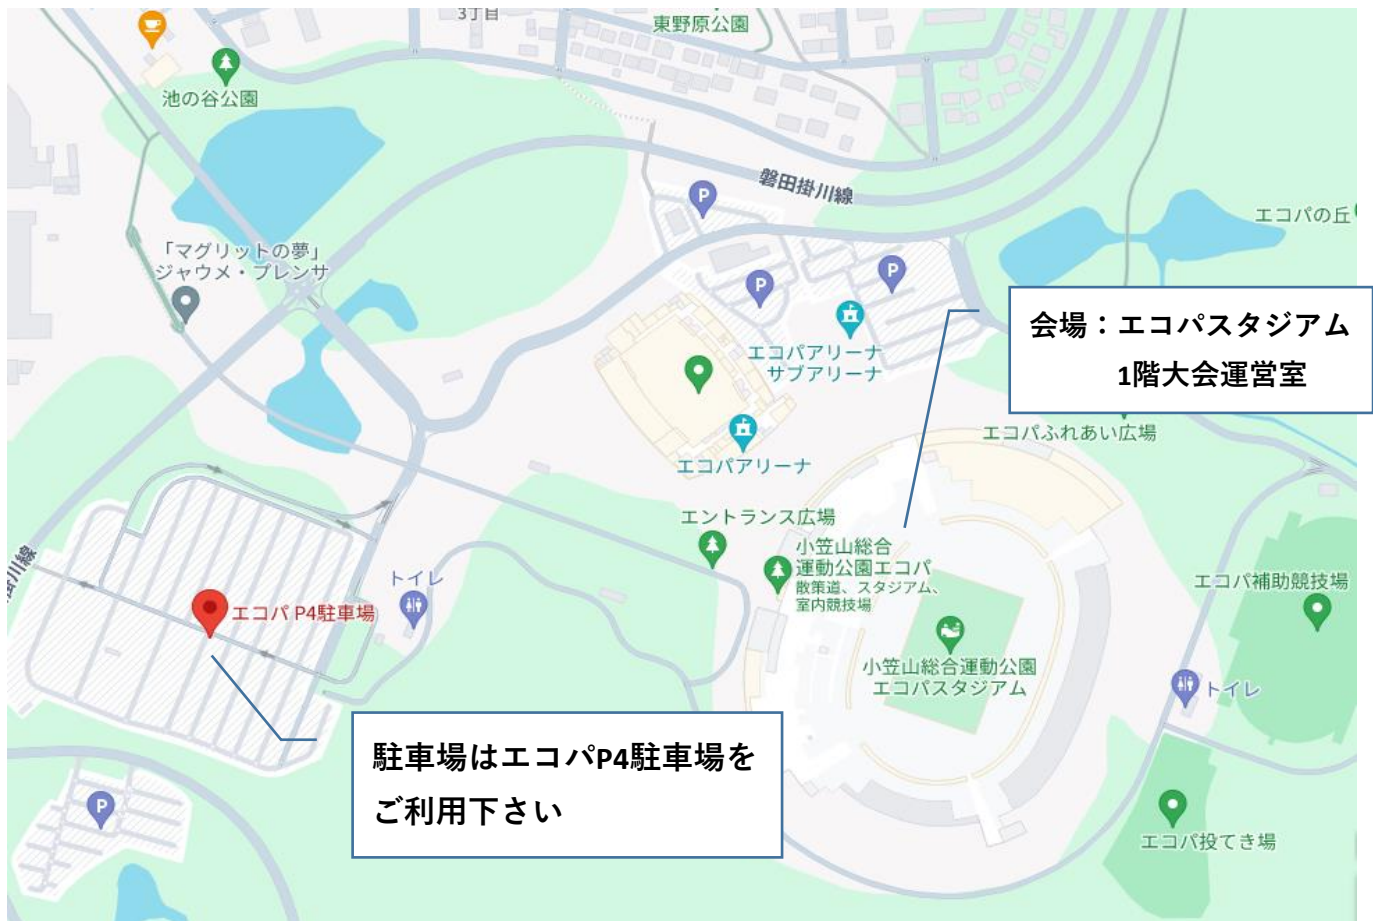 3丁目
東野原公園
池の谷公園
磐田掛川線
エコパの丘
「マグリットの夢」
ジャウメ・プレンサ
P
P
P
会場：エコパスタジアム
1階大会運営室
エコパアリーナ
サブアリーナ
エコパふれあい広場
エコパアリーナ
エントランス広場
小笠山総合
運動公園エコパ
散策道、スタジアム、
室内競技場
掛川線
トイレ
エコパ補助競技場
エコパ P4駐車場
小笠山総合運動公園
エコパスタジアム
トイレ
駐車場はエコパP4駐車場を
ご利用下さい
P
エコパ投てき場